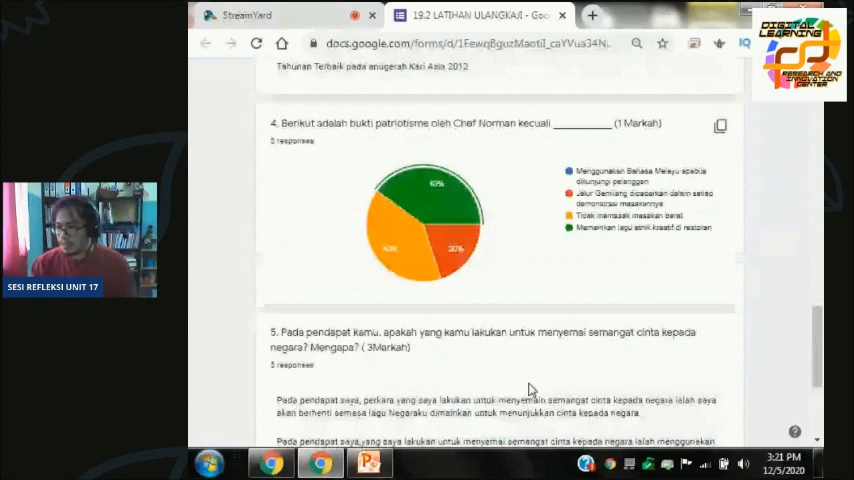 StreamYard
19.2 LATIHAN ULANGKAJI - Goo
DIGITAL
LEARNING
RESEARCH AND
INNOVATION
CENTER
docs.google.com/forms/d/1FewqBguzMaotiI_caYVua34NL
IQ
Tahunan Terbaik pada anugerah Kari Asia 2012
4. Berikut adalah bukti patriotisme oleh Chef Norman kecuali ____________ (1 Markah)
5 responses
40%
40%
20%
Menggunakan Bahasa Melayu apabila
dikunjungi pelanggan
Jalur Gemilang dipaparkan dalam setiap
demonstrasi masakannya
Tidak memasak masakan barat
Memainkan lagu etnik kreatif di restoran
SESI REFLEKSI UNIT 17
5. Pada pendapat kamu, apakah yang kamu lakukan untuk menyemai semangat cinta kepada
negara? Mengapa? ( 3Markah)
3 responses
Pada pendapat saya, perkara yang saya lakukan untuk menyemain semangat cinta kepada negara ialah saya
akan berhenti semasa lagu Negaraku dimainkan untuk menunjukkan cinta kepada negara.
Pada pendapat saya,yang saya lakukan untuk menyemai semangat cinta kepada negara ialah menggunakan
3:21 PM
12/5/2020